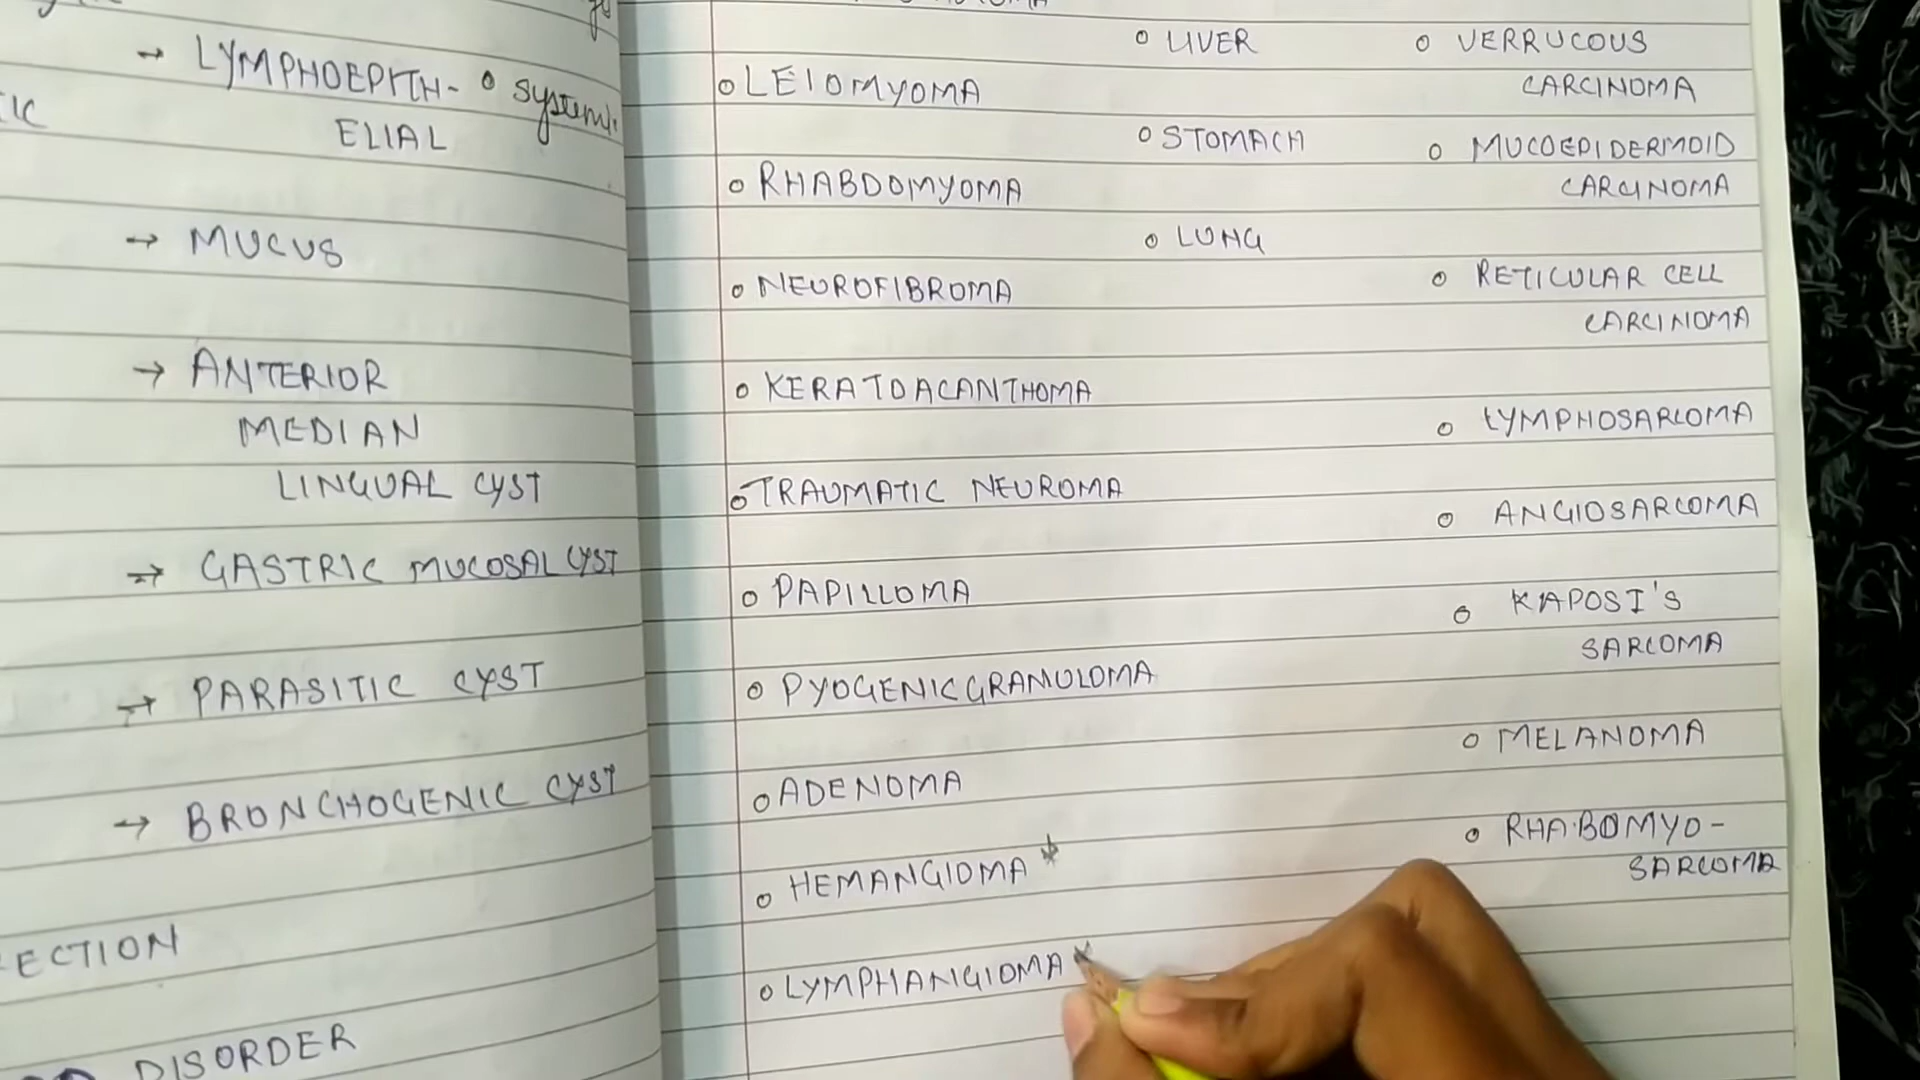 → LYMPHOEPITH-
ELIAL
→ MUCUS
→ ANTERIOR
MEDIAN
LINGUAL CYST
→ GASTRIC MUCOSAL CYST
→ PARASITIC CYST
→ BRONCHOGENIC CYST
ECTION
DISORDER
o LEIOMYOMA
o RHABDOMYOMA
o NEUROFIBROMA
o KERATOACANTHOMA
o TRAUMATIC NEUROMA
o PAPILLOMA
o PYOGENIC GRANULOMA
o ADENOMA
o HEMANGIOMA *
o LYMPHANGIOMA
o LIVER
o STOMACH
o LUNG
o VERRUCOUS
CARCINOMA
o MUCOEPIDERMOID
CARCINOMA
o RETICULAR CELL
CARCINOMA
o LYMPHOSARCOMA
o ANGIOSARCOMA
o KAPOSI'S
SARCOMA
o MELANOMA
o RHABOMYO-
SARCOMA